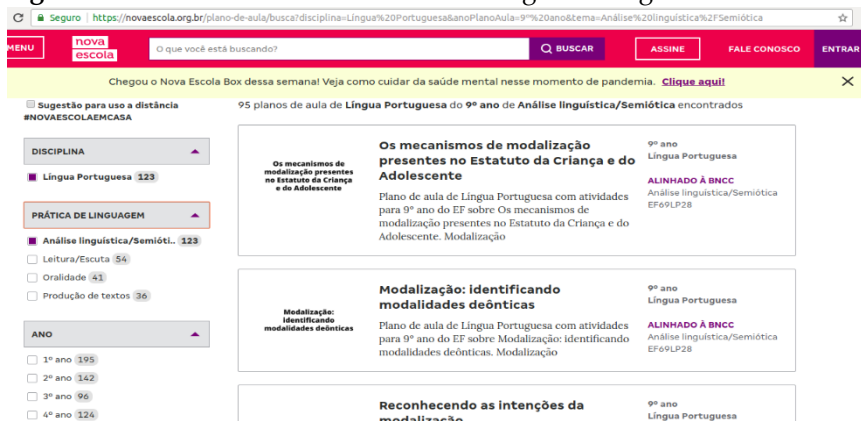 Seguro | https://novaescola.org.br/plano-de-aula/busca?disciplina=Língua%20Portuguesa&anoPlanoAula=9º%20ano&tema=Análise%20linguística%2FSemiótica
MENU
nova
escola
O que você está buscando?
BUSCAR
ASSINE
FALE CONOSCO
ENTRAR
Chegou o Nova Escola Box dessa semana! Veja como cuidar da saúde mental nesse momento de pandemia. Clique aqui!
Sugestão para uso a distância
#NOVAESCOLAEMCASA
95 planos de aula de Língua Portuguesa do 9º ano de Análise linguística/Semiótica encontrados
DISCIPLINA
Língua Portuguesa 123
PRÁTICA DE LINGUAGEM
Análise linguística/Semióti.. 123
Leitura/Escuta 54
Oralidade 41
Produção de textos 36
ANO
1º ano 195
2º ano 142
3º ano 96
4º ano 124
Os mecanismos de
modalização presentes
no Estatuto da Criança
e do Adolescente
Os mecanismos de modalização
presentes no Estatuto da Criança e do
Adolescente
Plano de aula de Língua Portuguesa com atividades
para 9º ano do EF sobre Os mecanismos de
modalização presentes no Estatuto da Criança e do
Adolescente. Modalização
9º ano
Língua Portuguesa
ALINHADO À BNCC
Análise linguística/Semiótica
EF69LP28
Modalização:
identificando
modalidades deônticas
Modalização: identificando
modalidades deônticas
Plano de aula de Língua Portuguesa com atividades
para 9º ano do EF sobre Modalização: identificando
modalidades deônticas. Modalização
9º ano
Língua Portuguesa
ALINHADO À BNCC
Análise linguística/Semiótica
EF69LP28
Reconhecendo as intenções da
modalização
9º ano
Língua Portuguesa